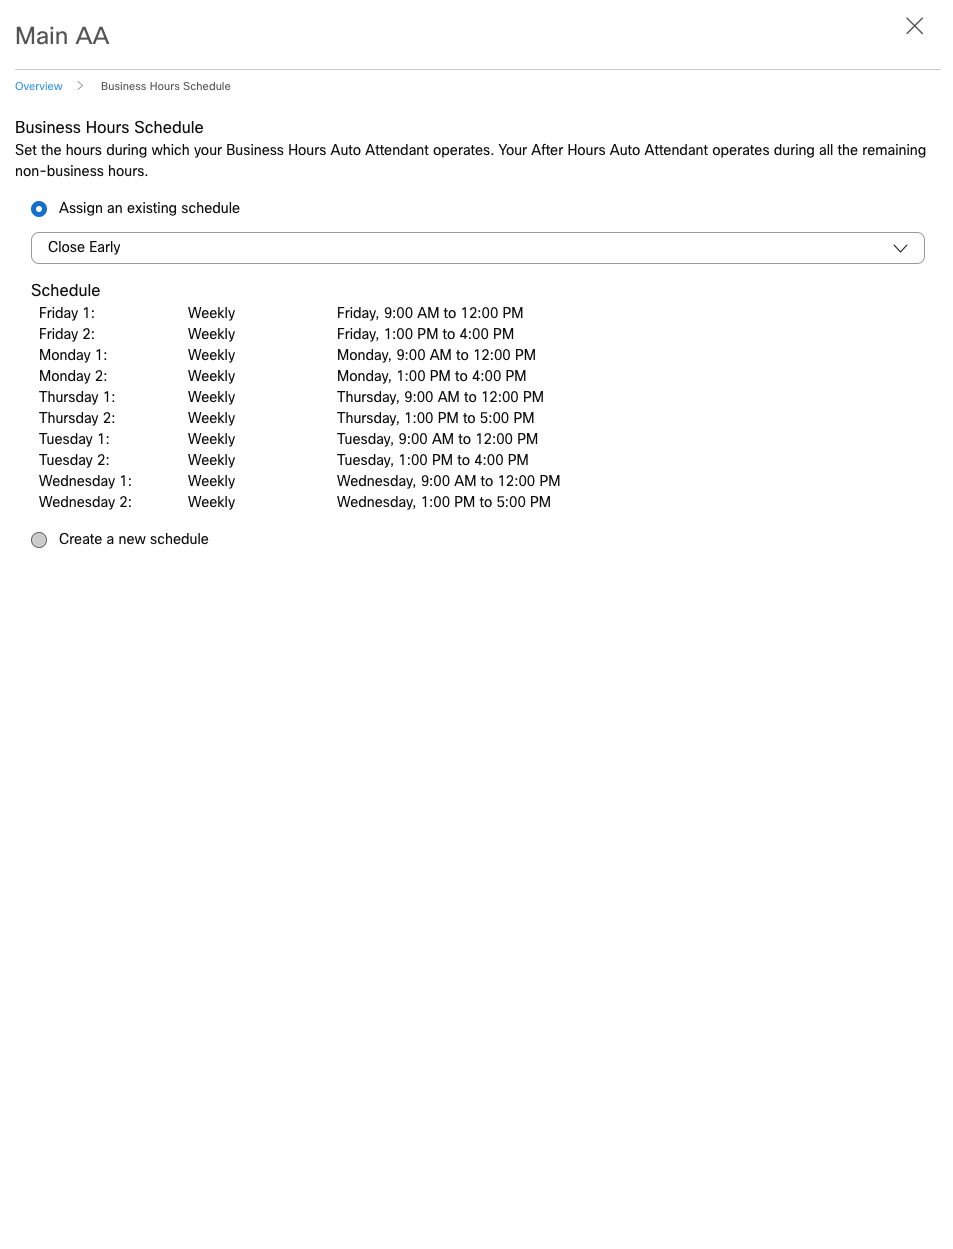 Main AA
Overview > Business Hours Schedule
Business Hours Schedule
Set the hours during which your Business Hours Auto Attendant operates. Your After Hours Auto Attendant operates during all the remaining
non-business hours.
Assign an existing schedule
Close Early
Schedule
Friday 1: Weekly Friday, 9:00 AM to 12:00 PM
Friday 2: Weekly Friday, 1:00 PM to 4:00 PM
Monday 1: Weekly Monday, 9:00 AM to 12:00 PM
Monday 2: Weekly Monday, 1:00 PM to 4:00 PM
Thursday 1: Weekly Thursday, 9:00 AM to 12:00 PM
Thursday 2: Weekly Thursday, 1:00 PM to 5:00 PM
Tuesday 1: Weekly Tuesday, 9:00 AM to 12:00 PM
Tuesday 2: Weekly Tuesday, 1:00 PM to 4:00 PM
Wednesday 1: Weekly Wednesday, 9:00 AM to 12:00 PM
Wednesday 2: Weekly Wednesday, 1:00 PM to 5:00 PM
Create a new schedule